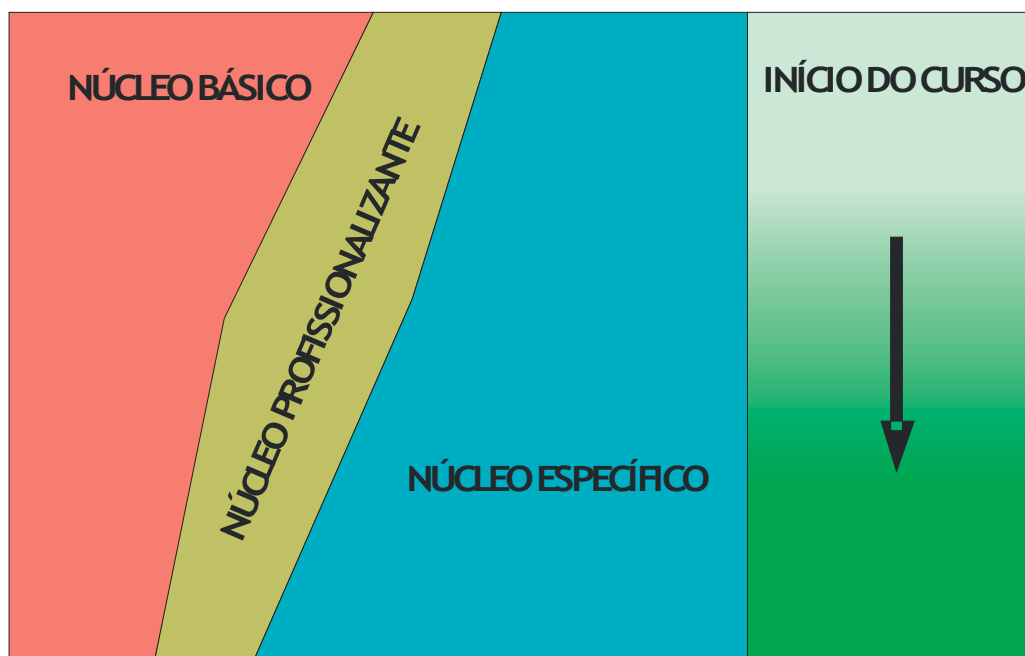 NÚCLEO BÁSICO
INÍCIO DO CURSO
NÚCLEO PROFISSIONALIZANTE
NÚCLEO ESPECÍFICO